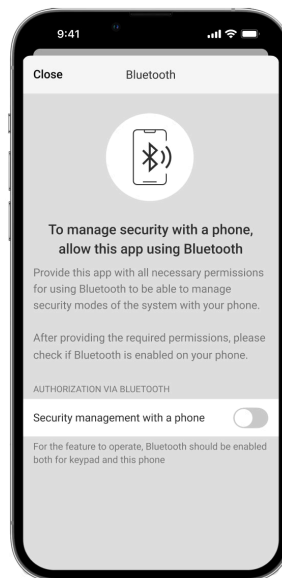 9:41
Close
Bluetooth
To manage security with a phone,
allow this app using Bluetooth
Provide this app with all necessary permissions
for using Bluetooth to be able to manage
security modes of the system with your phone.
After providing the required permissions, please
check if Bluetooth is enabled on your phone.
AUTHORIZATION VIA BLUETOOTH
Security management with a phone
For the feature to operate, Bluetooth should be enabled
both for keypad and this phone